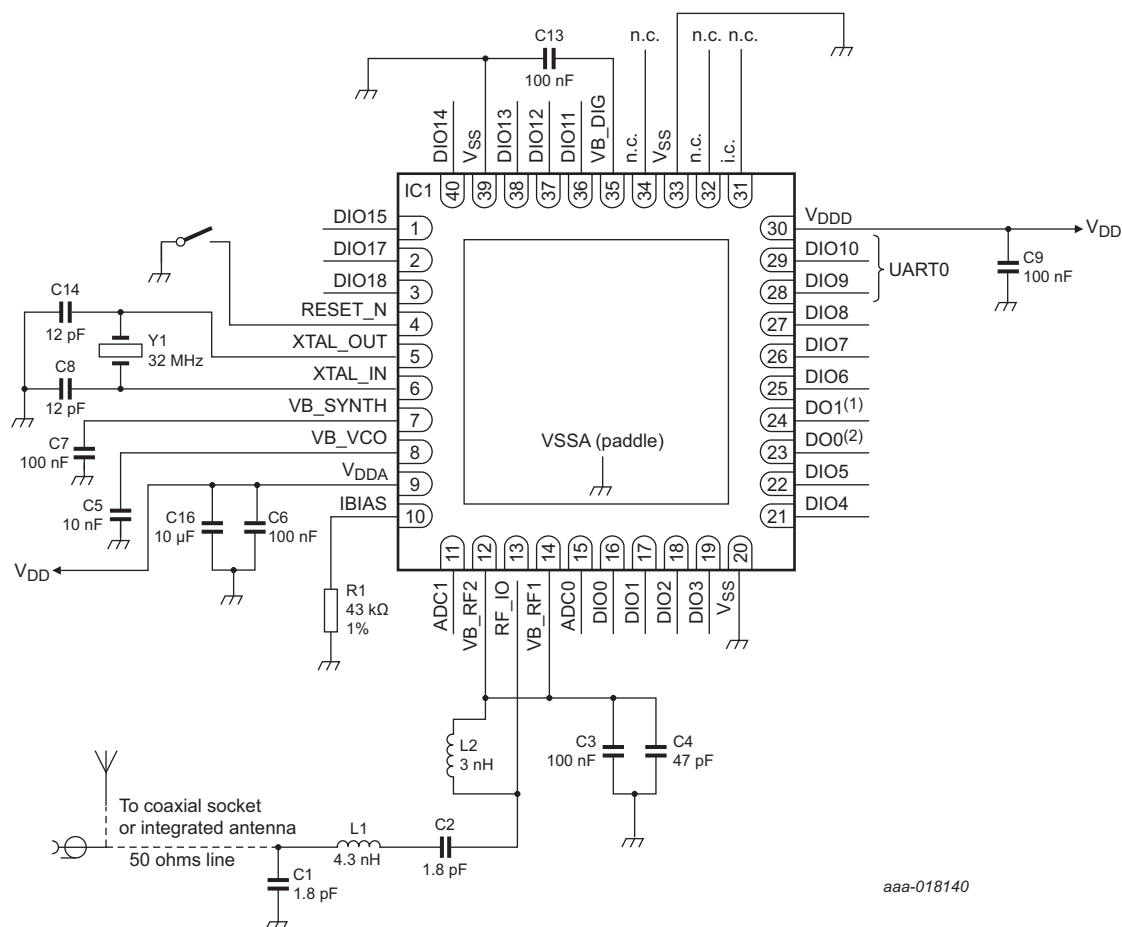 C13
100 nF
n.c.
n.c. n.c.
DIO14
VSS
DIO13
DIO12
DIO11
VB_DIG
n.c.
VSS
n.c.
i.c.
IC1
40
39
38
37
36
35
34
33
32
31
DIO15
1
DIO17
2
DIO18
3
RESET_N
4
XTAL_OUT
5
XTAL_IN
6
VB_SYNTH
7
VB_VCO
8
VDDA
9
IBIAS
10
C14
12 pF
Y1
32 MHz
C8
12 pF
C7
100 nF
C5
10 nF
C16
10 µF
C6
100 nF
VDD
R1
43 kΩ
1%
VSSA (paddle)
30
VDDD
VDD
29
DIO10
28
DIO9
UART0
C9
100 nF
27
DIO8
26
DIO7
25
DIO6
24
DO1(1)
23
DO0(2)
22
DIO5
21
DIO4
11
12
13
14
15
16
17
18
19
20
ADC1
VB_RF2
RF_IO
VB_RF1
ADC0
DIO0
DIO1
DIO2
DIO3
VSS
L2
3 nH
C3
100 nF
C4
47 pF
To coaxial socket
or integrated antenna
50 ohms line
L1
4.3 nH
C2
1.8 pF
C1
1.8 pF
aaa-018140